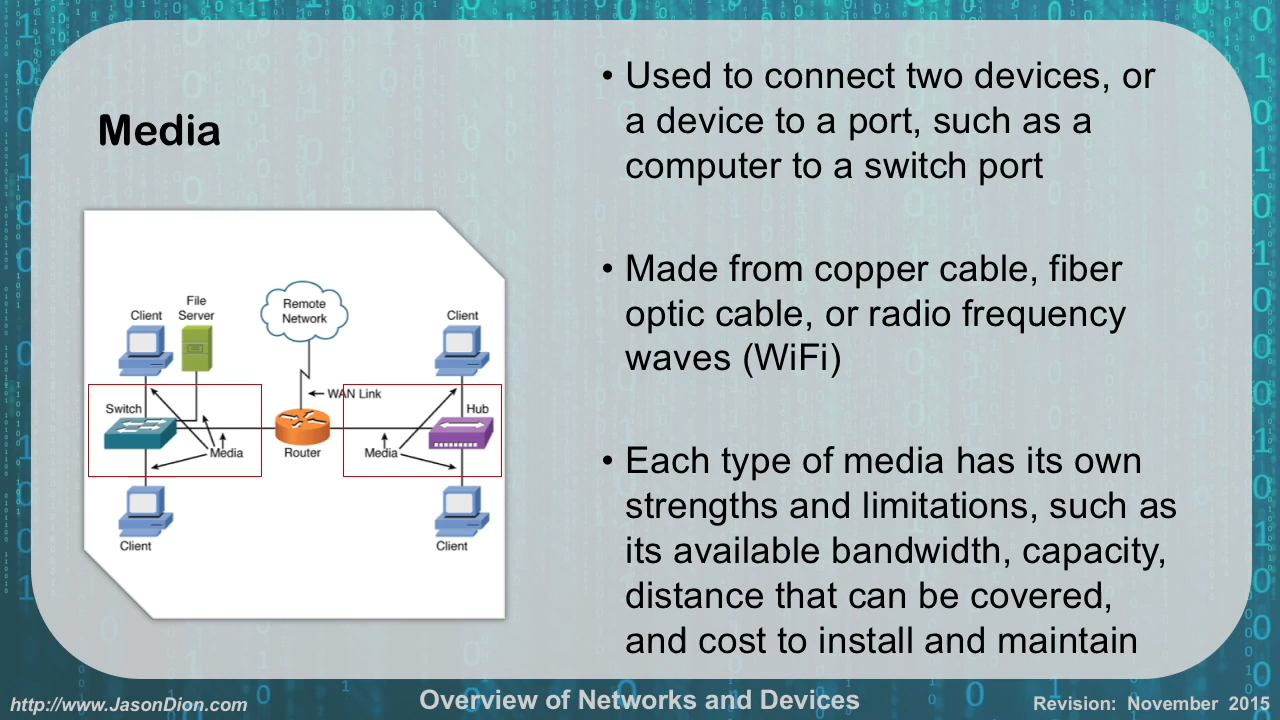 Media
• Used to connect two devices, or
a device to a port, such as a
computer to a switch port
• Made from copper cable, fiber
optic cable, or radio frequency
waves (WiFi)
• Each type of media has its own
strengths and limitations, such as
its available bandwidth, capacity,
distance that can be covered,
and cost to install and maintain
Client
File
Server
Remote
Network
Client
WAN Link
Switch
Hub
Media
Router
Media
Client
Client
http://www.JasonDion.com
Overview of Networks and Devices
Revision: November 2015